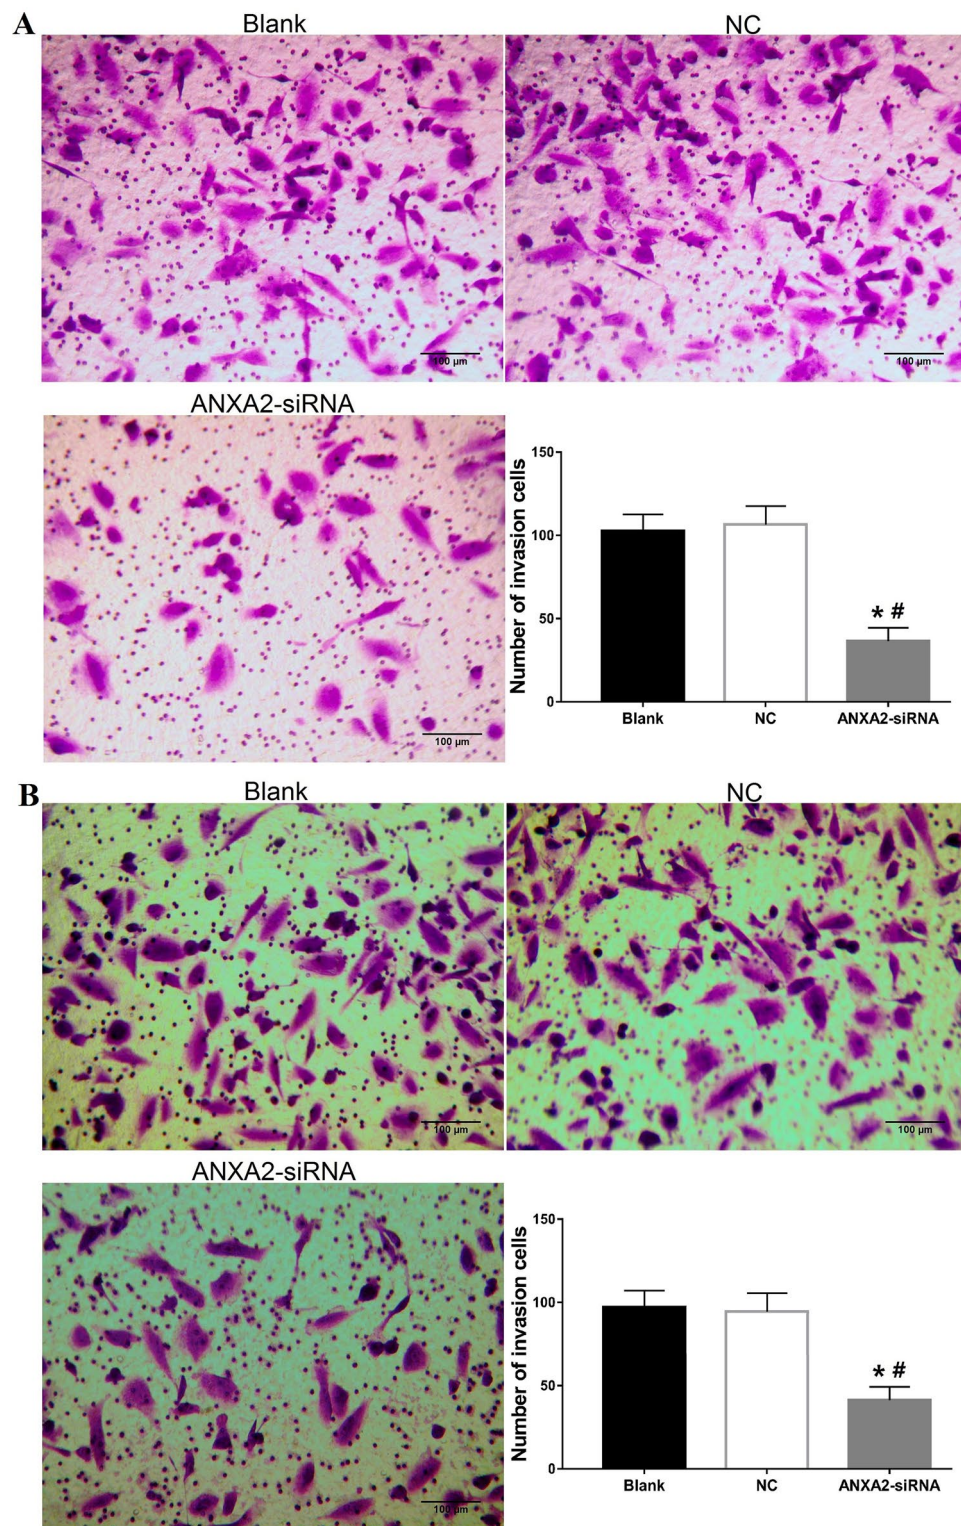 A
Blank
NC
100 μm
100 μm
ANXA2-siRNA
100 μm
Number of invasion cells
150
100
50
0
* #
Blank
NC
ANXA2-siRNA
B
Blank
NC
100 μm
100 μm
ANXA2-siRNA
100 μm
Number of invasion cells
150
100
50
0
* #
Blank
NC
ANXA2-siRNA